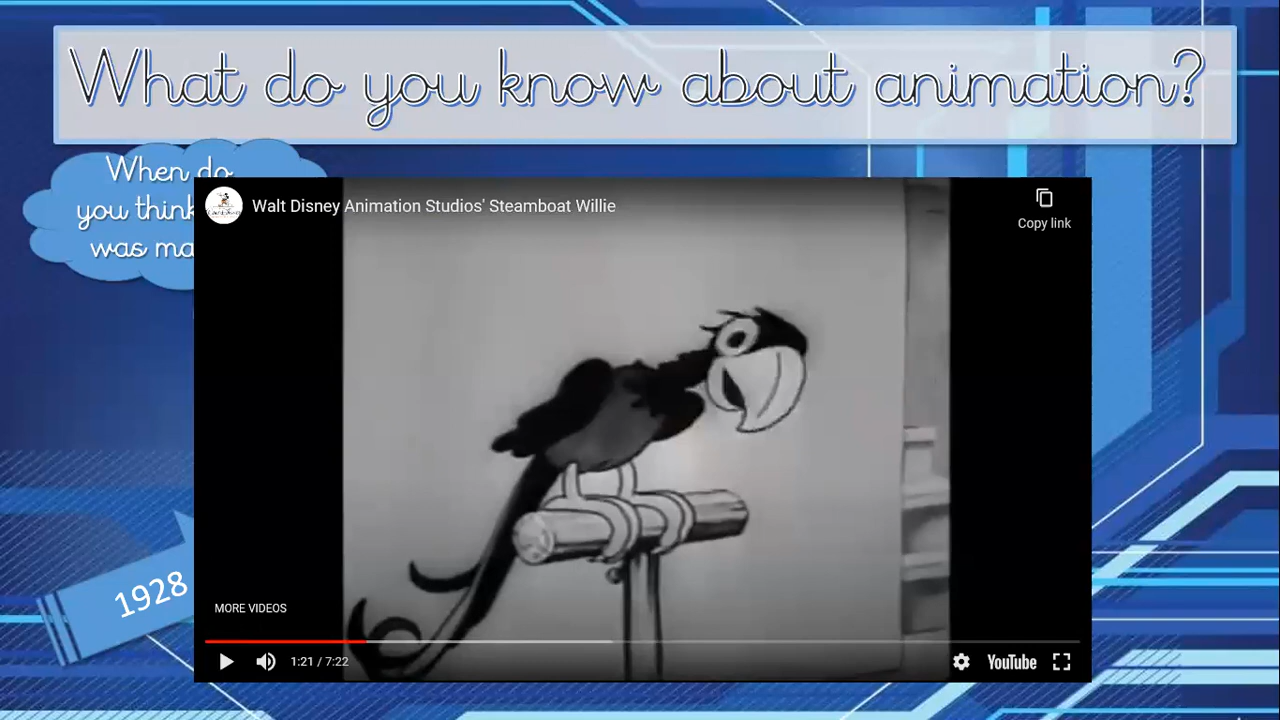 What do you know about animation?
When do
you think
was ma
Walt Disney Animation Studios' Steamboat Willie
Copy link
1928
MORE VIDEOS
1:21 / 7:22
YouTube